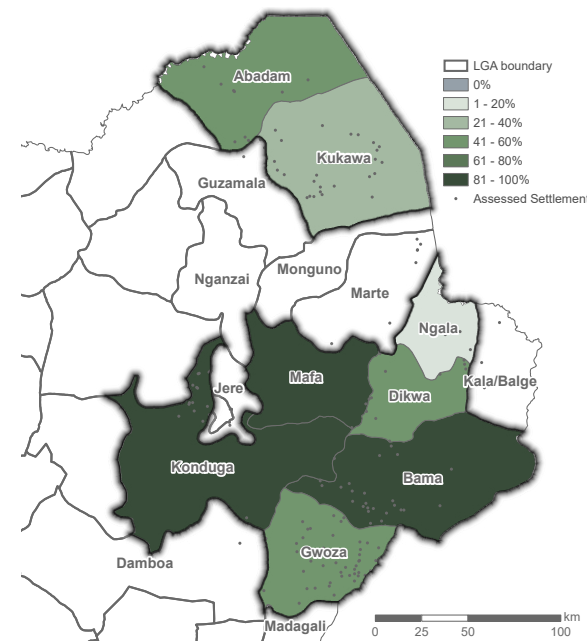 LGA boundary
0%
1 - 20%
21 - 40%
41 - 60%
61 - 80%
81 - 100%
Assessed Settlement
Abadam
Kukawa
Guzamala
Nganzai
Monguno
Marte
Ngala
Kala/Balge
Jere
Mafa
Dikwa
Konduga
Bama
Gwoza
Damboa
Madagali
km
0 25 50 100